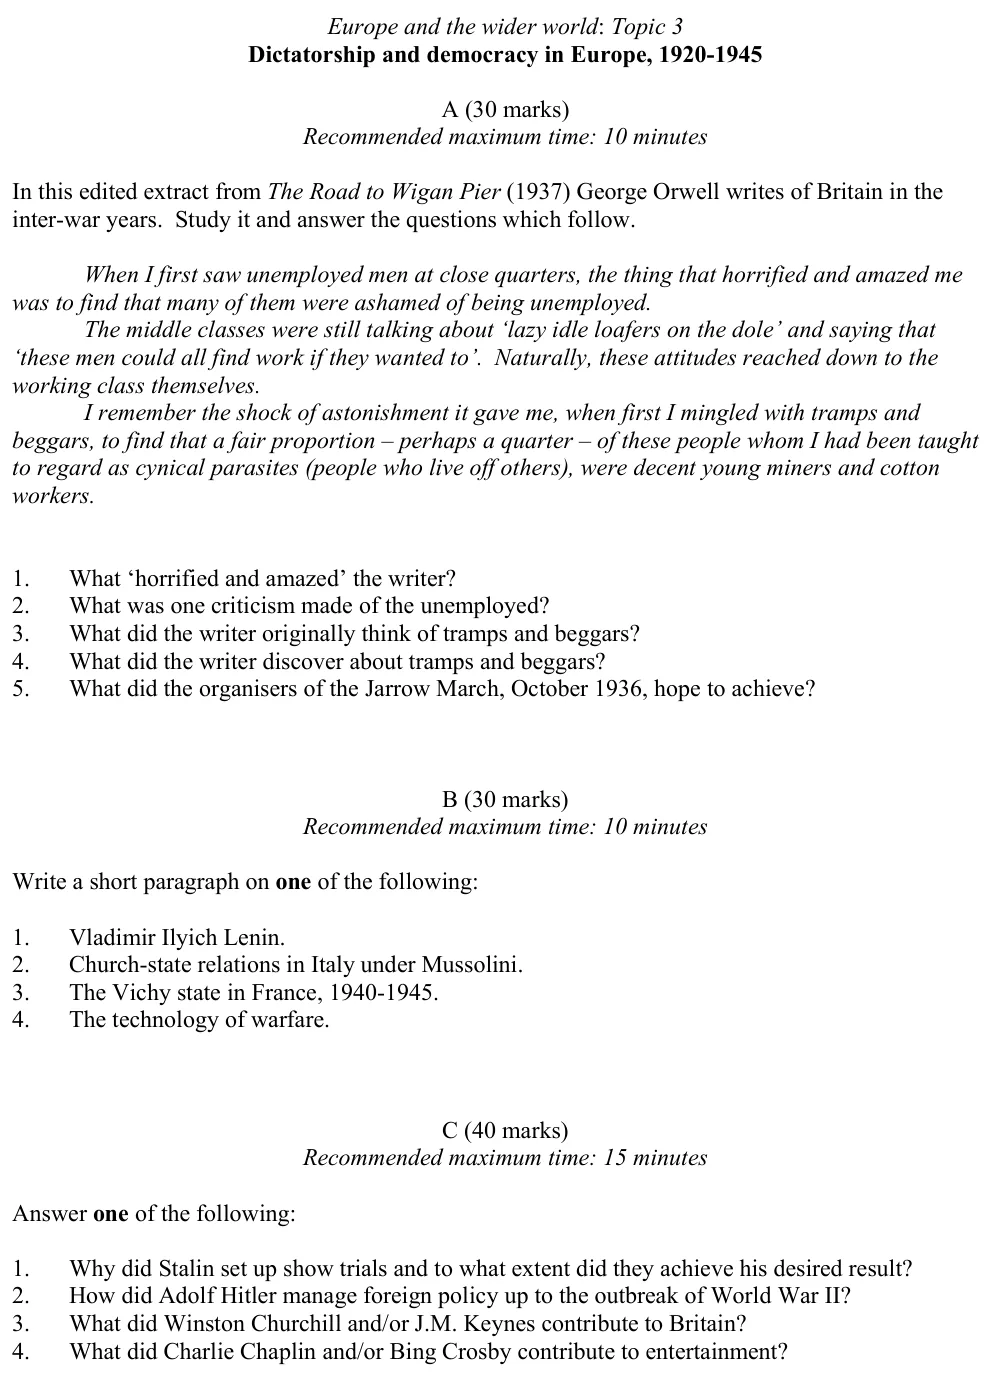 Europe and the wider world: Topic 3
Dictatorship and democracy in Europe, 1920-1945
A (30 marks)
Recommended maximum time: 10 minutes
In this edited extract from The Road to Wigan Pier (1937) George Orwell writes of Britain in the
inter-war years.  Study it and answer the questions which follow.
When I first saw unemployed men at close quarters, the thing that horrified and amazed me
was to find that many of them were ashamed of being unemployed.
The middle classes were still talking about ‘lazy idle loafers on the dole’ and saying that
‘these men could all find work if they wanted to’.  Naturally, these attitudes reached down to the
working class themselves.
I remember the shock of astonishment it gave me, when first I mingled with tramps and
beggars, to find that a fair proportion – perhaps a quarter – of these people whom I had been taught
to regard as cynical parasites (people who live off others), were decent young miners and cotton
workers.
1. What ‘horrified and amazed’ the writer?
2. What was one criticism made of the unemployed?
3. What did the writer originally think of tramps and beggars?
4. What did the writer discover about tramps and beggars?
5. What did the organisers of the Jarrow March, October 1936, hope to achieve?
B (30 marks)
Recommended maximum time: 10 minutes
Write a short paragraph on one of the following:
1. Vladimir Ilyich Lenin.
2. Church-state relations in Italy under Mussolini.
3. The Vichy state in France, 1940-1945.
4. The technology of warfare.
C (40 marks)
Recommended maximum time: 15 minutes
Answer one of the following:
1. Why did Stalin set up show trials and to what extent did they achieve his desired result?
2. How did Adolf Hitler manage foreign policy up to the outbreak of World War II?
3. What did Winston Churchill and/or J.M. Keynes contribute to Britain?
4. What did Charlie Chaplin and/or Bing Crosby contribute to entertainment?